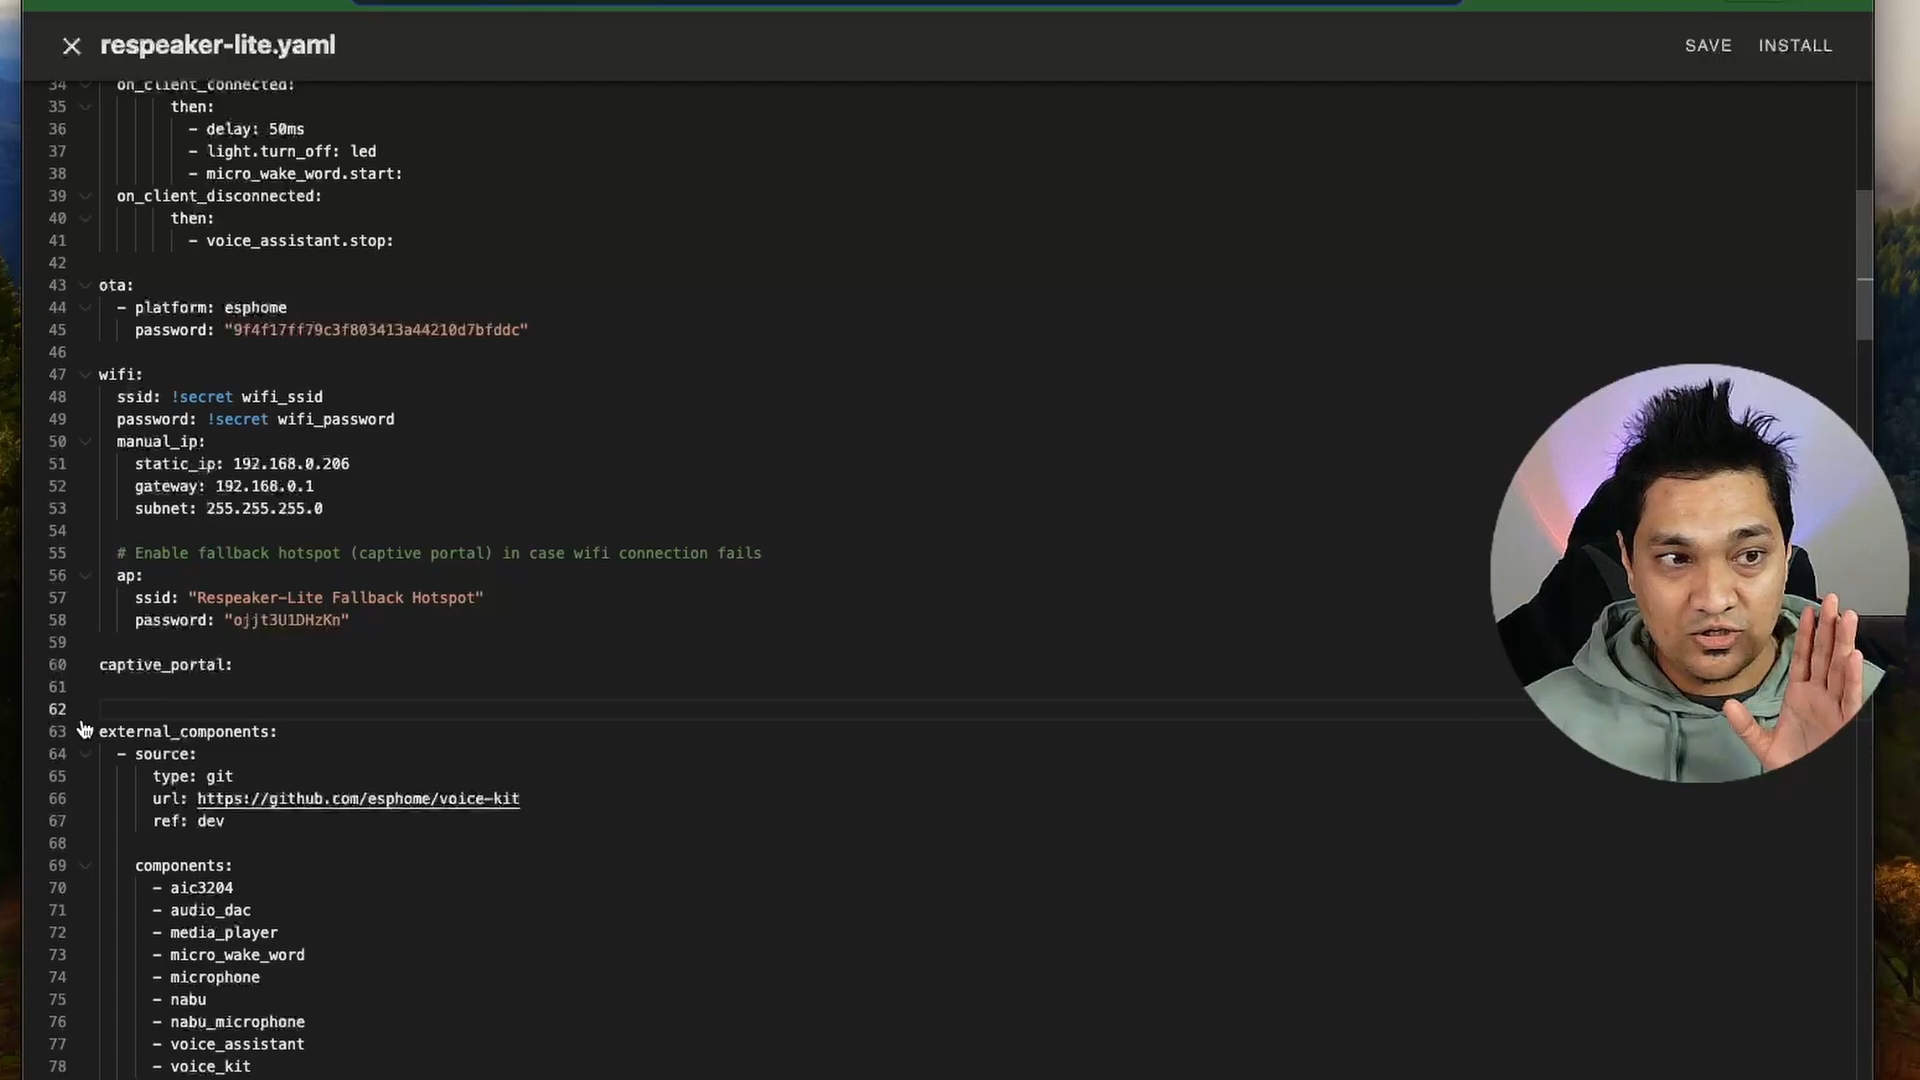 respeaker-lite.yaml
SAVE
INSTALL
34 on_client_connected:
35 then:
36 - delay: 50ms
37 - light.turn_off: led
38 - micro_wake_word.start:
39 on_client_disconnected:
40 then:
41 - voice_assistant.stop:
42
43 ota:
44 - platform: esphome
45 password: "9f4f17ff79c3f803413a44210d7bfddc"
46
47 wifi:
48 ssid: !secret wifi_ssid
49 password: !secret wifi_password
50 manual_ip:
51 static_ip: 192.168.0.206
52 gateway: 192.168.0.1
53 subnet: 255.255.255.0
54
55 # Enable fallback hotspot (captive portal) in case wifi connection fails
56 ap:
57 ssid: "Respeaker-Lite Fallback Hotspot"
58 password: "ojjt3U1DHzKn"
59
60 captive_portal:
61
62
63 external_components:
64 - source:
65 type: git
66 url: https://github.com/esphome/voice-kit
67 ref: dev
68
69 components:
70 - aic3204
71 - audio_dac
72 - media_player
73 - micro_wake_word
74 - microphone
75 - nabu
76 - nabu_microphone
77 - voice_assistant
78 - voice_kit